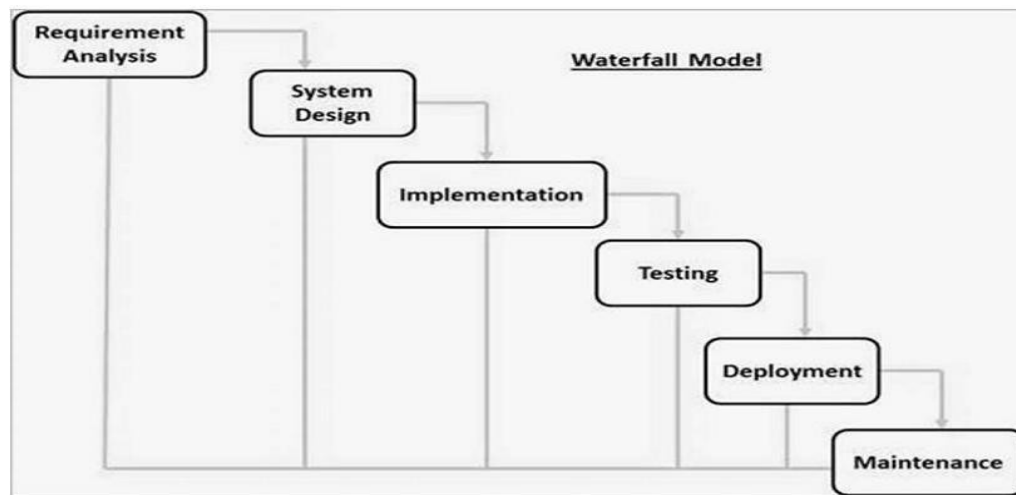 Requirement
Analysis
Waterfall Model
System
Design
Implementation
Testing
Deployment
Maintenance